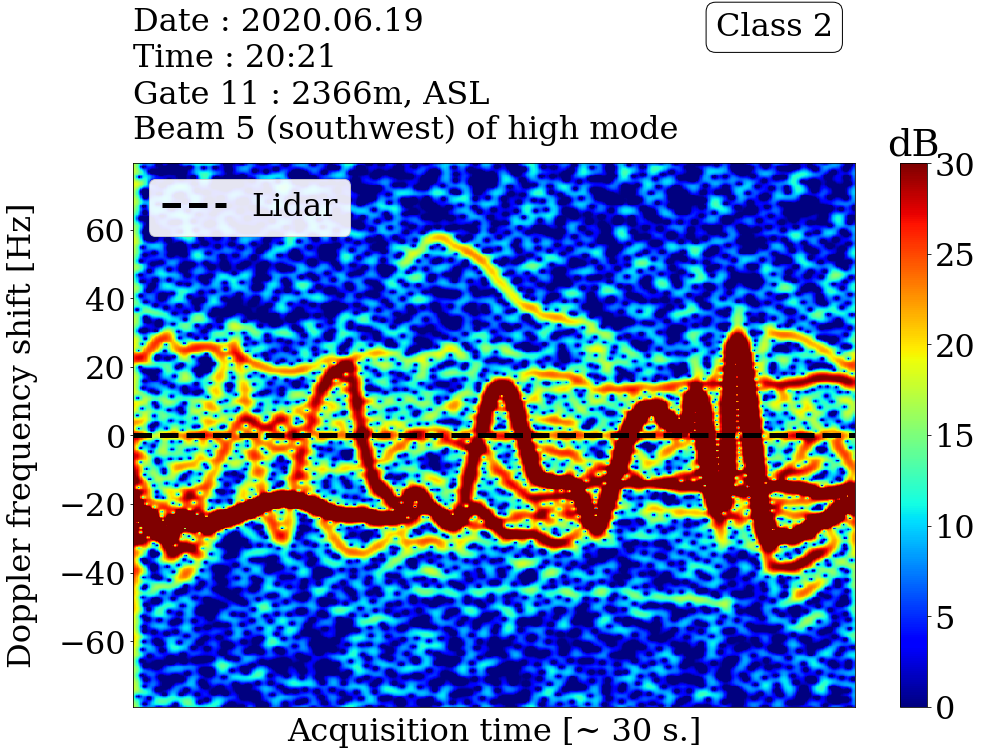 Date : 2020.06.19
Time : 20:21
Gate 11 : 2366m, ASL
Beam 5 (southwest) of high mode
Class 2
dB
Lidar
Doppler frequency shift [Hz]
60
40
20
0
−20
−40
−60
30
25
20
15
10
5
0
Acquisition time [~ 30 s.]